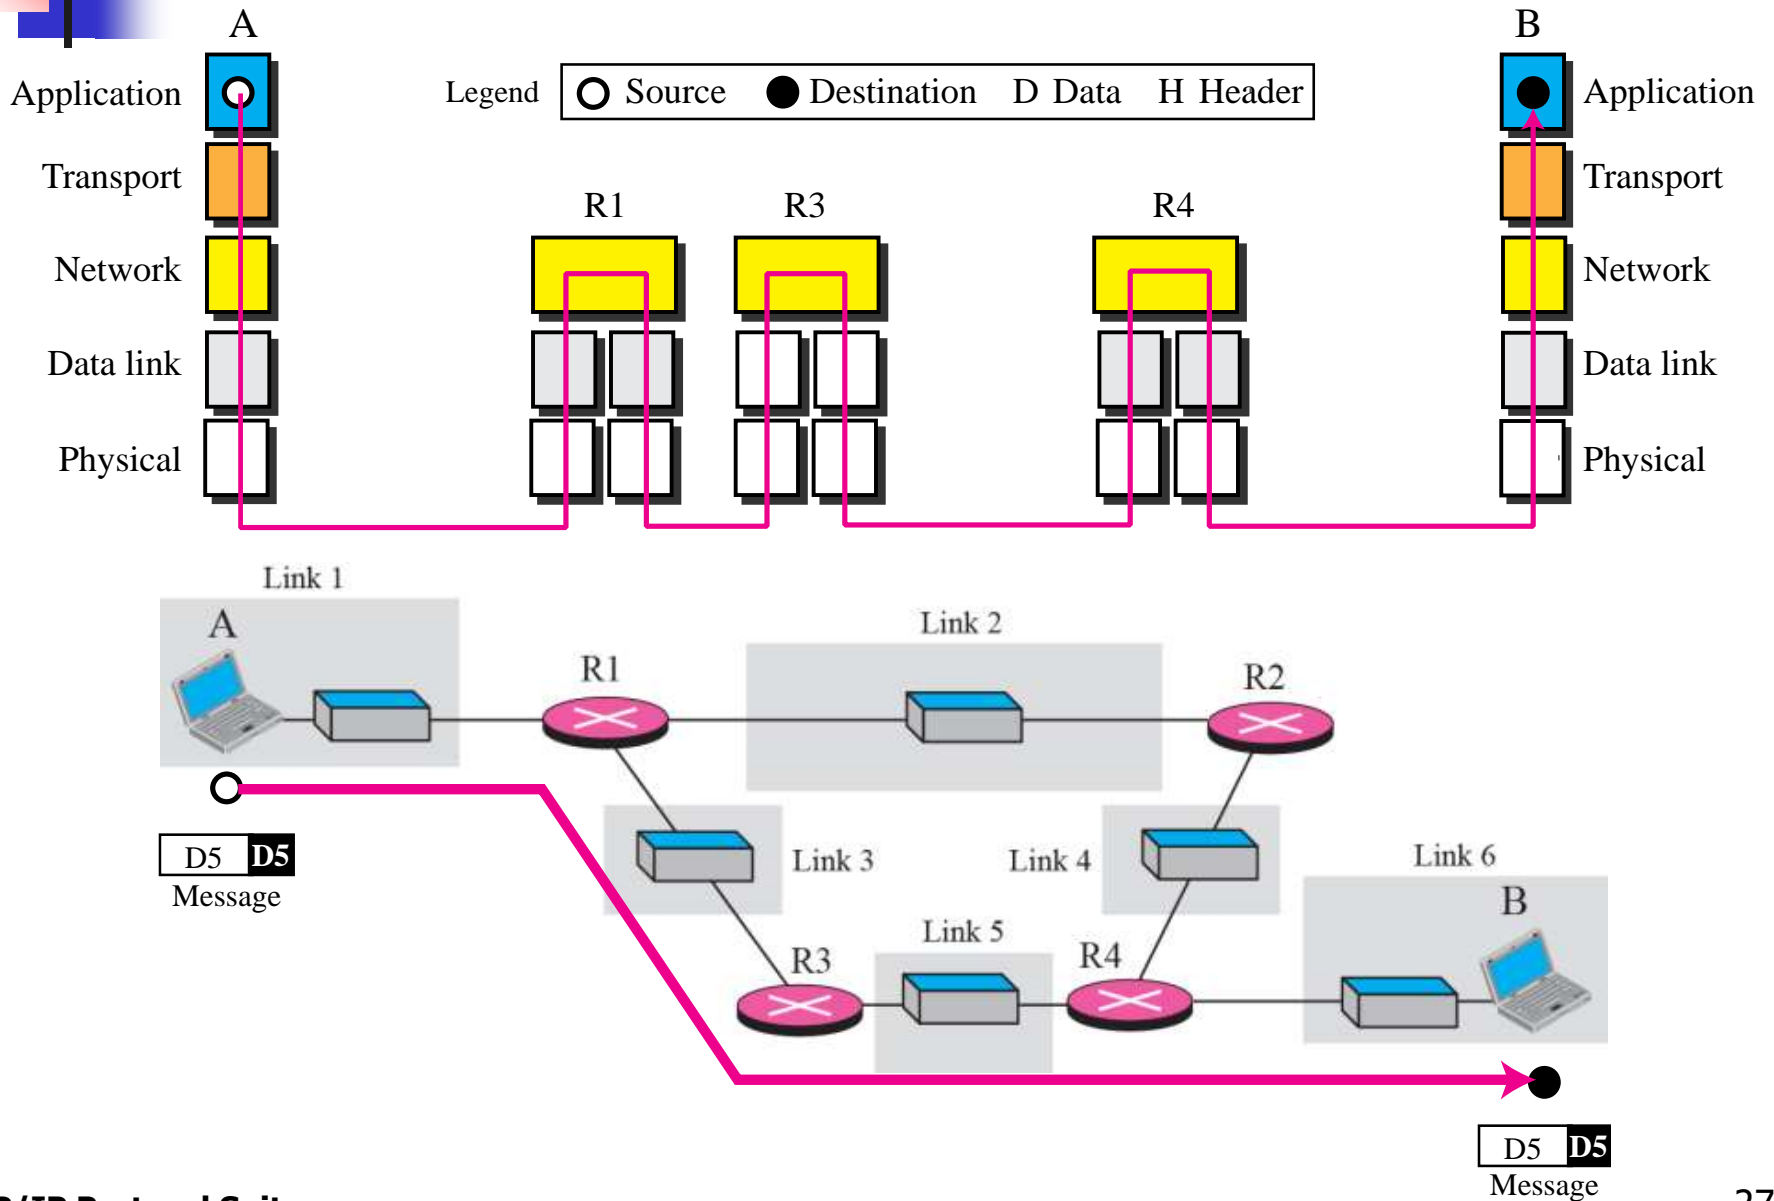 A
B
Legend
Source Destination D Data H Header
Application
Application
Transport
Transport
R1 R3 R4
Network
Network
Data link
Data link
Physical
Physical
Link 1
A
Link 2
R1
R2
Link 3
Link 4
Link 6
D5 D5
Message
B
Link 5
R3
R4
D5 D5
Message
27